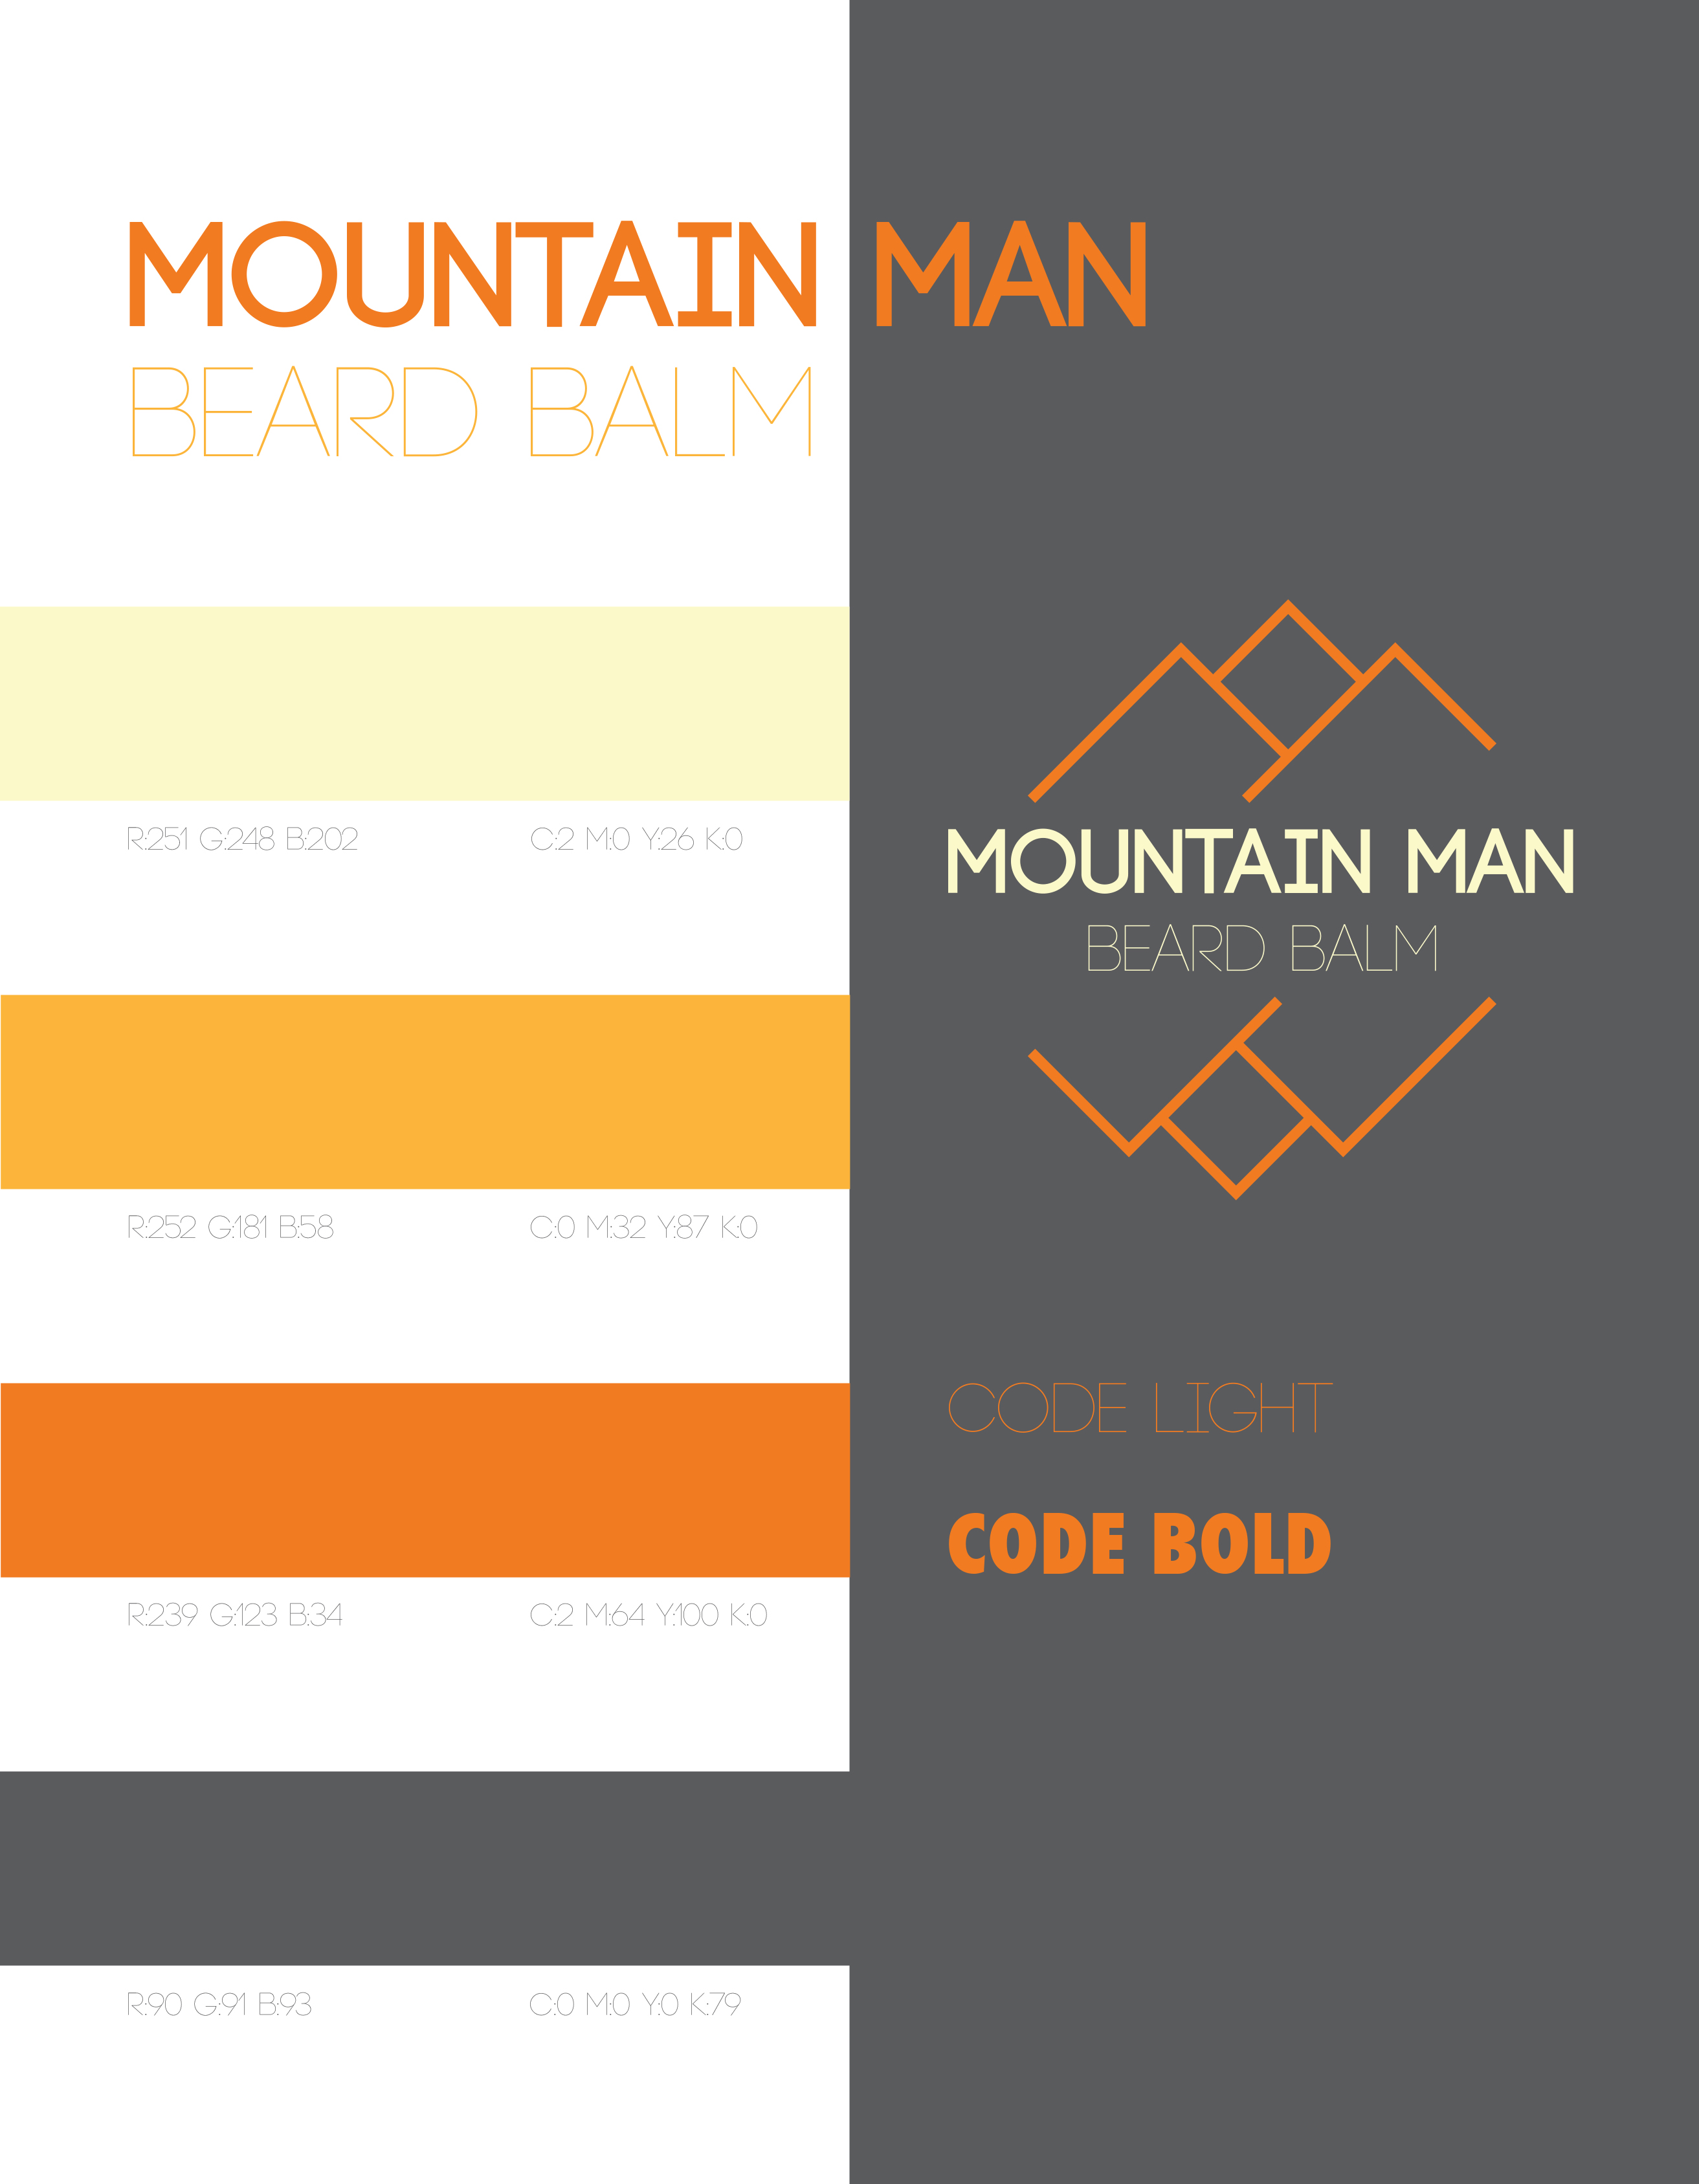 MOUNTAIN MAN
BEARD BALM
R:251 G:248 B:202 C:2 M:0 Y:26 K:0
R:252 G:181 B:58 C:0 M:32 Y:87 K:0
R:239 G:123 B:34 C:2 M:64 Y:100 K:0
R:90 G:91 B:93 C:0 M:0 Y:0 K:79
MOUNTAIN MAN
BEARD BALM
CODE LIGHT
CODE BOLD